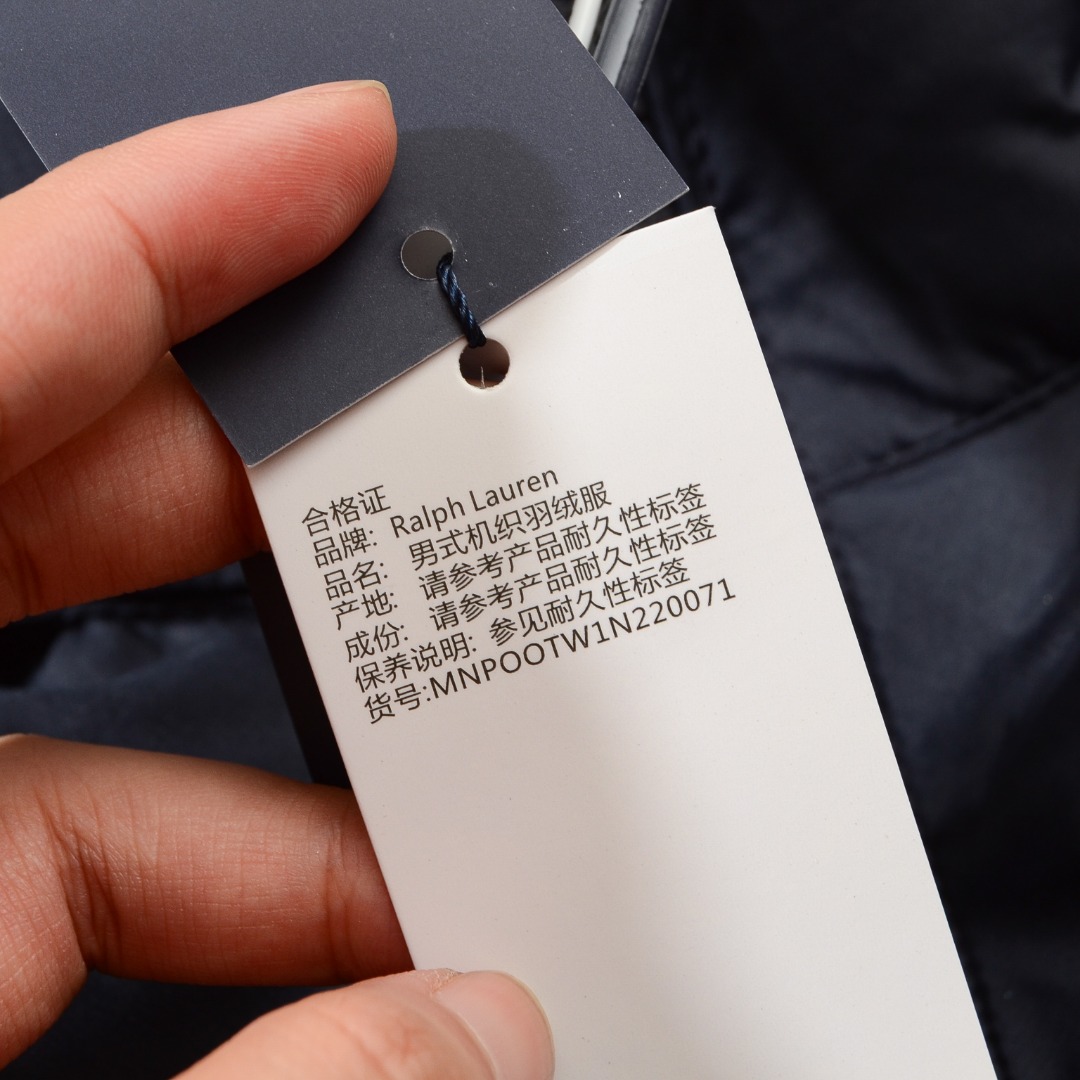 合格证
品牌: Ralph Lauren
品名: 男式机织羽绒服
产地: 请参考产品耐久性标签
成份: 请参考产品耐久性标签
保养说明: 参见耐久性标签
货号:MNPOOTW1N220071